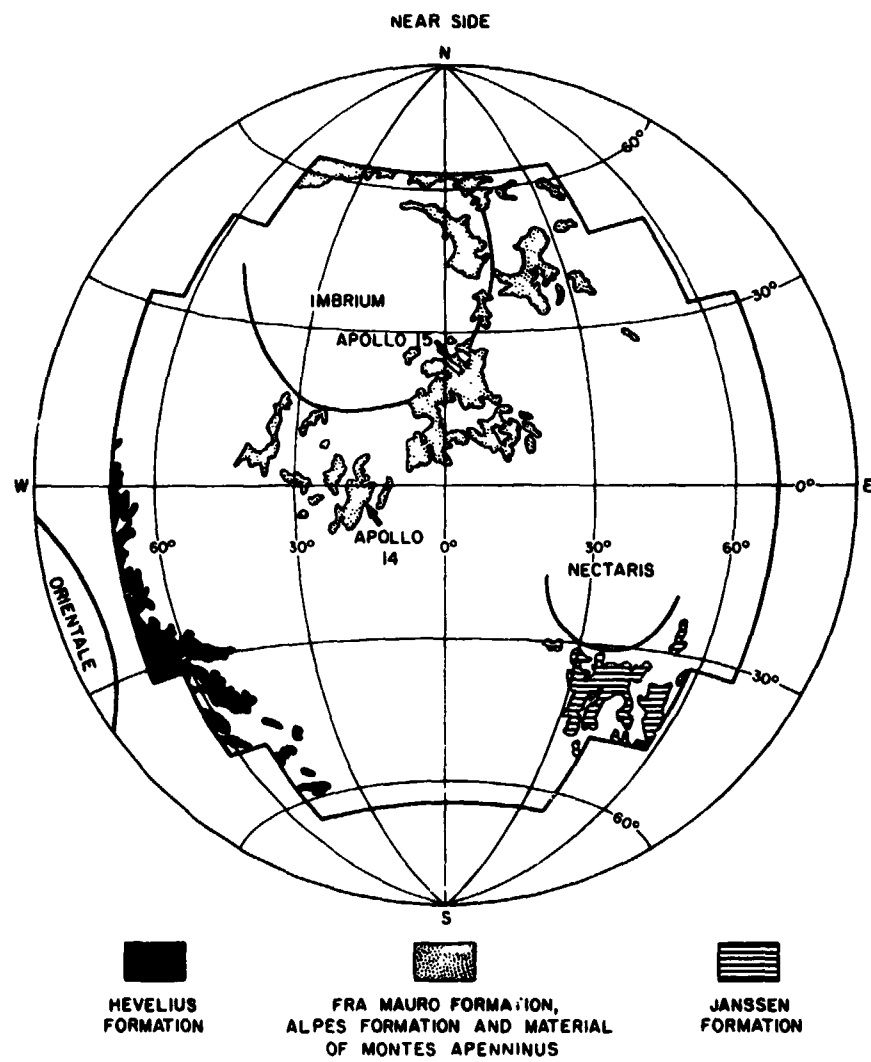 NEAR SIDE
N
60°
30°
IMBRIUM
APOLLO 15
W
0°
E
APOLLO
14
60°
30°
0°
30°
60°
NECTARIS
ORIENTALE
30°
60°
S
HEVELIUS
FORMATION
FRA MAURO FORMATION,
ALPES FORMATION AND MATERIAL
OF MONTES APENNINUS
JANSSEN
FORMATION